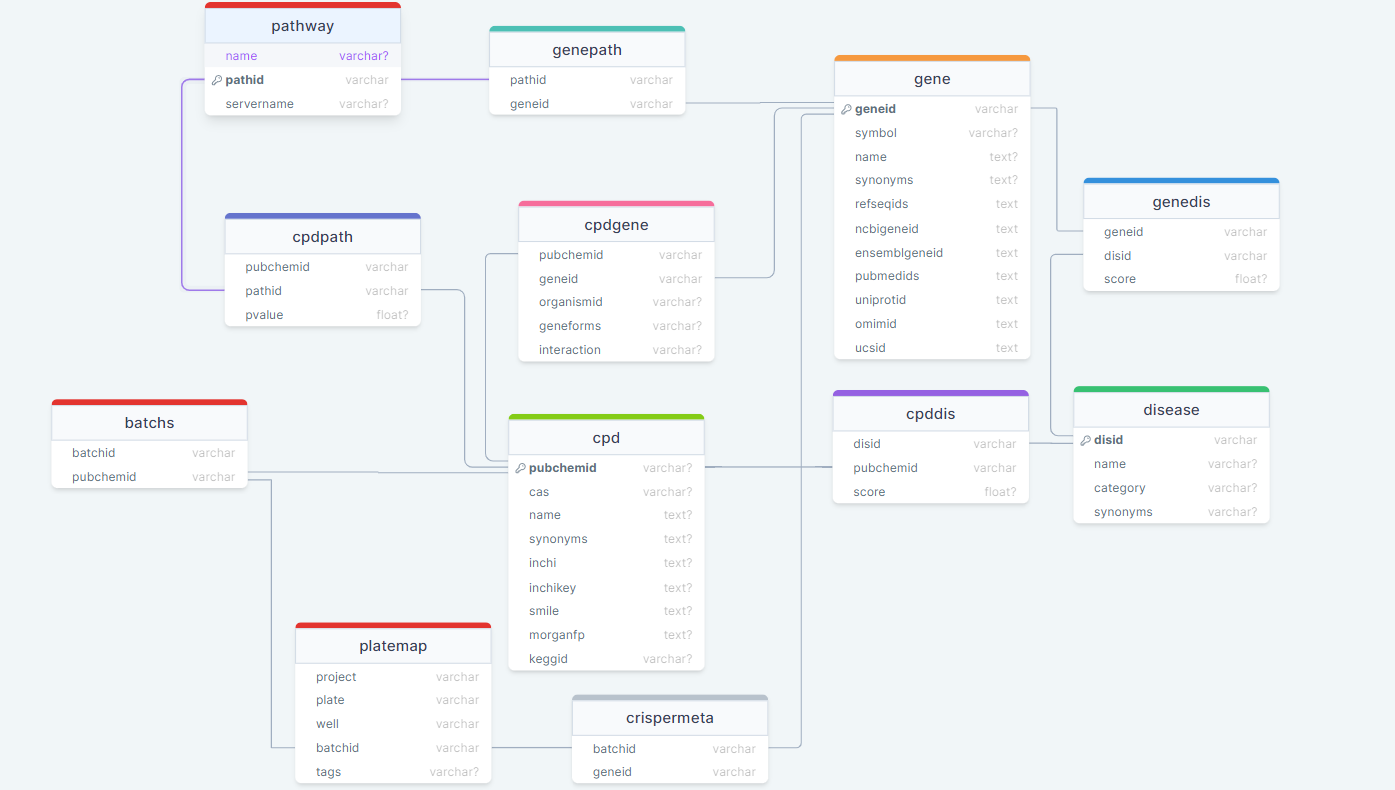 pathway
name varchar?
pathid varchar
servername varchar?
genepath
pathid varchar
geneid varchar
gene
geneid varchar
symbol varchar?
name text?
synonyms text?
refseqids text
ncbigeneid text
ensemblgeneid text
pubmedids text
uniprotid text
omimid text
ucsid text
genedis
geneid varchar
disid varchar
score float?
cpdpath
pubchemid varchar
pathid varchar
pvalue float?
cpdgene
pubchemid varchar
geneid varchar
organismid varchar?
geneforms varchar?
interaction varchar?
batchs
batchid varchar
pubchemid varchar
cpd
pubchemid varchar?
cas varchar?
name text?
synonyms text?
inchi text?
inchikey text?
smile text?
morganfp text?
keggid varchar?
cpddis
disid varchar
pubchemid varchar
score float?
disease
disid varchar
name varchar?
category varchar?
synonyms varchar?
platemap
project varchar
plate varchar
well varchar
batchid varchar
tags varchar?
crispermeta
batchid varchar
geneid varchar